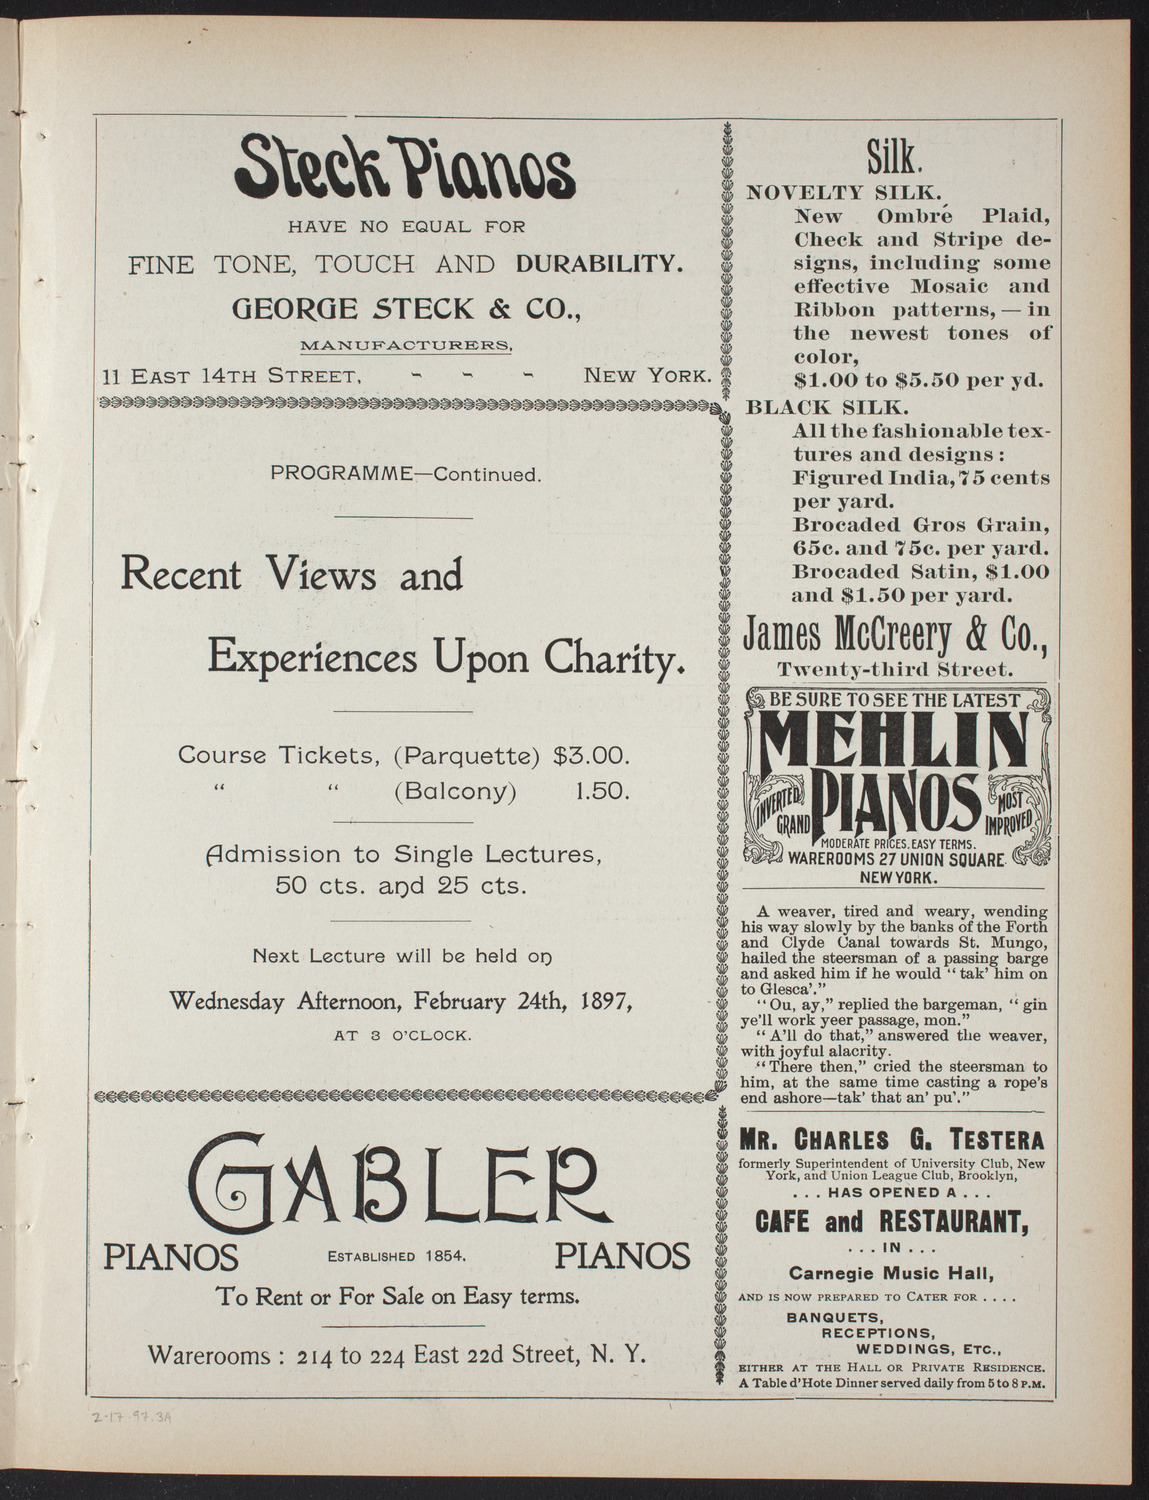 Steck Pianos
HAVE NO EQUAL FOR
FINE TONE, TOUCH AND DURABILITY.
GEORGE STECK & CO.,
MANUFACTURERS,
11 EAST 14TH STREET, - - - NEW YORK.
PROGRAMME—Continued.
Recent Views and
Experiences Upon Charity.
Course Tickets, (Parquette) $3.00.
“ “ (Balcony) 1.50.
Admission to Single Lectures,
50 cts. and 25 cts.
Next Lecture will be held on
Wednesday Afternoon, February 24th, 1897,
AT 3 O'CLOCK.
GABLER
PIANOS ESTABLISHED 1854. PIANOS
To Rent or For Sale on Easy terms.
Warerooms : 214 to 224 East 22d Street, N. Y.
Silk.
NOVELTY SILK.
New Ombré Plaid,
Check and Stripe de-
signs, including some
effective Mosaic and
Ribbon patterns, — in
the newest tones of
color,
$1.00 to $5.50 per yd.
BLACK SILK.
All the fashionable tex-
tures and designs :
Figured India, 75 cents
per yard.
Brocaded Gros Grain,
65c. and 75c. per yard.
Brocaded Satin, $1.00
and $1.50 per yard.
James McCreery & Co.,
Twenty-third Street.
BE SURE TO SEE THE LATEST
MEHLIN
INVERTED GRAND PIANOS MOST IMPROVED
MODERATE PRICES. EASY TERMS.
WAREROOMS 27 UNION SQUARE
NEW YORK.
A weaver, tired and weary, wending
his way slowly by the banks of the Forth
and Clyde Canal towards St. Mungo,
hailed the steersman of a passing barge
and asked him if he would “ tak' him on
to Glesca'.”
“Ou, ay,” replied the bargeman, “ gin
ye'll work yeer passage, mon.”
“ A'll do that,” answered the weaver,
with joyful alacrity.
“There then,” cried the steersman to
him, at the same time casting a rope's
end ashore—tak' that an' pu'.”
MR. CHARLES G. TESTERA
formerly Superintendent of University Club, New
York, and Union League Club, Brooklyn,
. . . HAS OPENED A . . .
CAFE and RESTAURANT,
. . . IN . . .
Carnegie Music Hall,
AND IS NOW PREPARED TO CATER FOR . . . .
BANQUETS,
RECEPTIONS,
WEDDINGS, ETC.,
EITHER AT THE HALL OR PRIVATE RESIDENCE.
A Table d'Hote Dinner served daily from 5 to 8 P.M.
2-17-97.3A